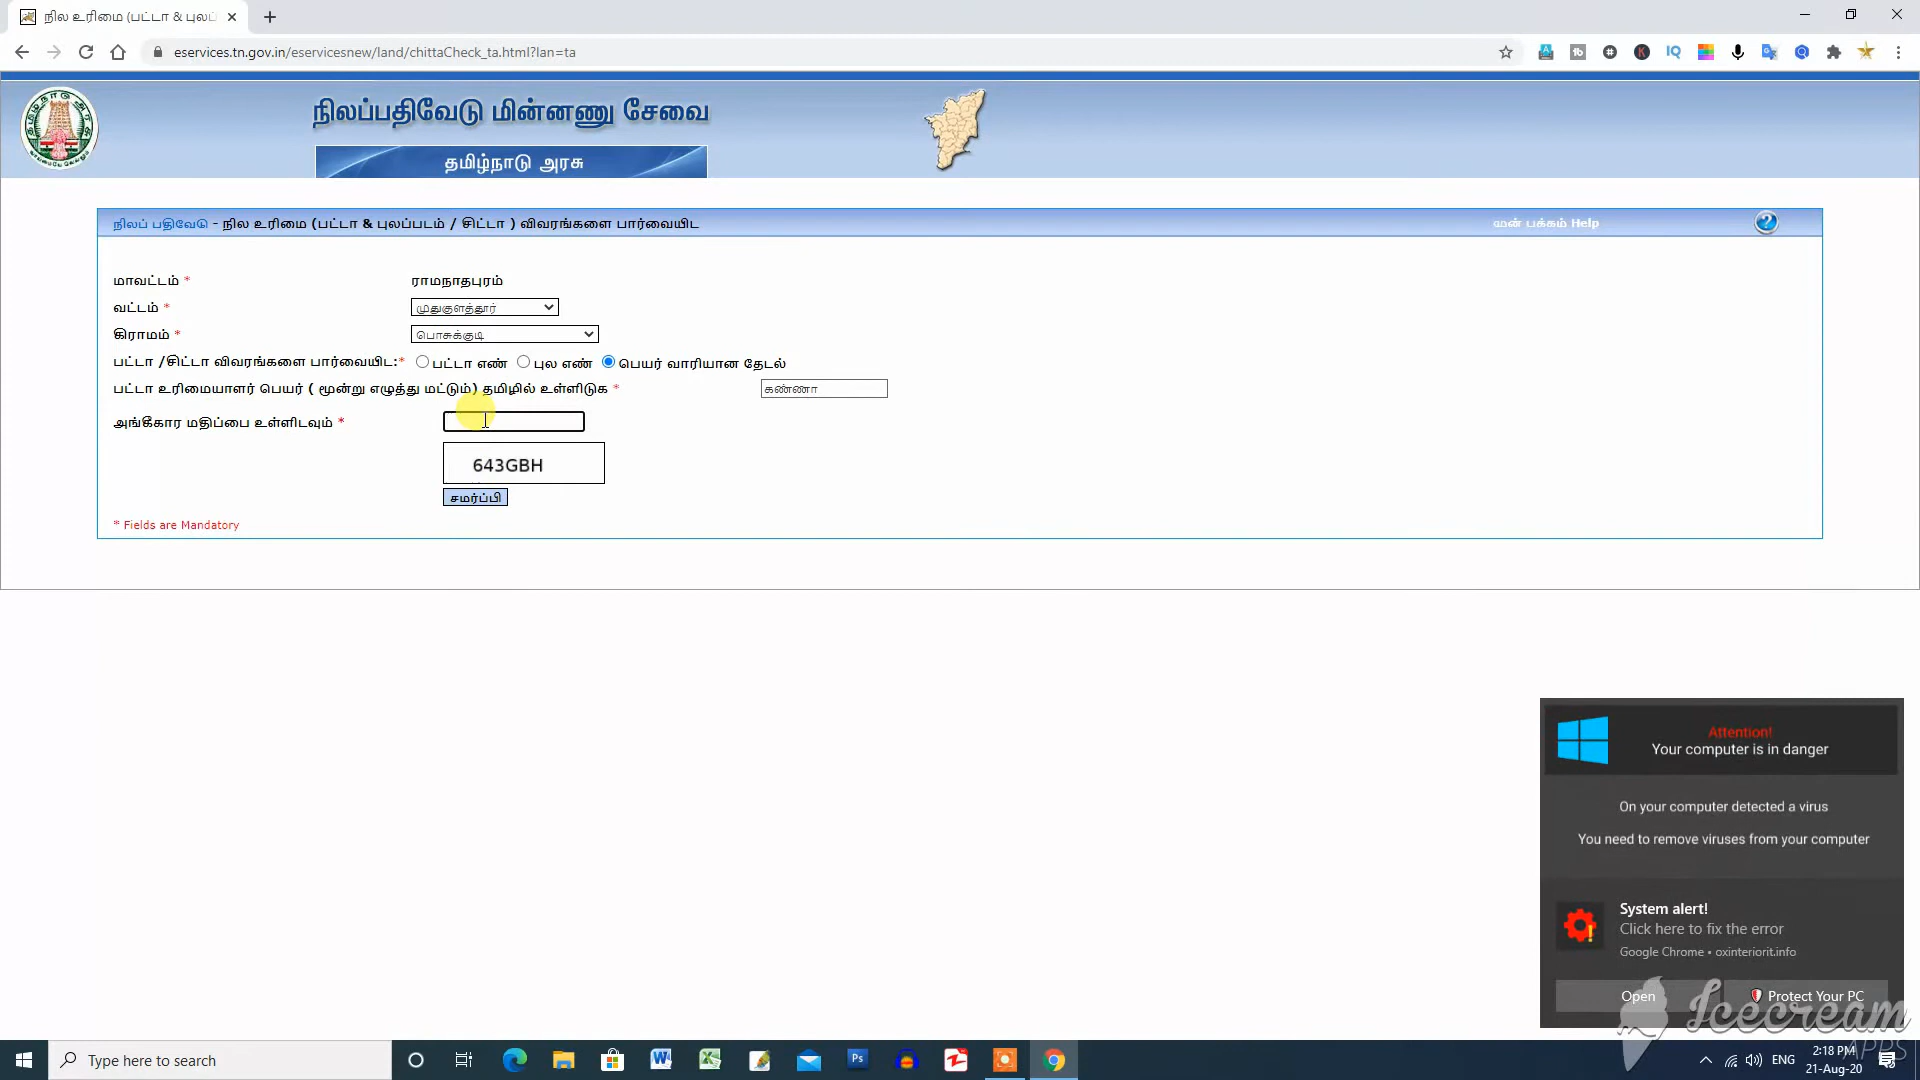 நில உரிமை (பட்டா & புலப்
eservices.tn.gov.in/eservicesnew/land/chittaCheck_ta.html?lan=ta
நிலப்பதிவேடு மின்னணு சேவை
தமிழ்நாடு அரசு
நிலப் பதிவேடு - நில உரிமை (பட்டா & புலப்படம் / சிட்டா ) விவரங்களை பார்வையிட
முன் பக்கம் Help
மாவட்டம் * ராமநாதபுரம்
வட்டம் * முதுகுளத்தூர்
கிராமம் * பொசுக்குடி
பட்டா /சிட்டா விவரங்களை பார்வையிட:* பட்டா எண் புல எண் பெயர் வாரியான தேடல்
பட்டா உரிமையாளர் பெயர் ( மூன்று எழுத்து மட்டும்) தமிழில் உள்ளிடுக * கண்ணா
அங்கீகார மதிப்பை உள்ளிடவும் *
643GBH
சமர்ப்பி
* Fields are Mandatory
Attention!
Your computer is in danger
On your computer detected a virus
You need to remove viruses from your computer
System alert!
Click here to fix the error
Google Chrome • oxinteriorit.info
Open
Protect Your PC
Icecream
APPS
Type here to search
ENG
2:18 PM
21-Aug-20